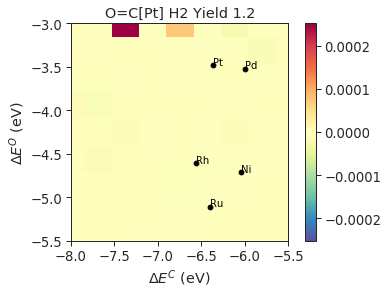 O=C[Pt] H2 Yield 1.2
−3.0
−3.5
−4.0
−4.5
−5.0
−5.5
ΔE^O (eV)
Pt
Pd
Rh
Ni
Ru
−8.0 −7.5 −7.0 −6.5 −6.0 −5.5
ΔE^C (eV)
0.0002
0.0001
0.0000
−0.0001
−0.0002